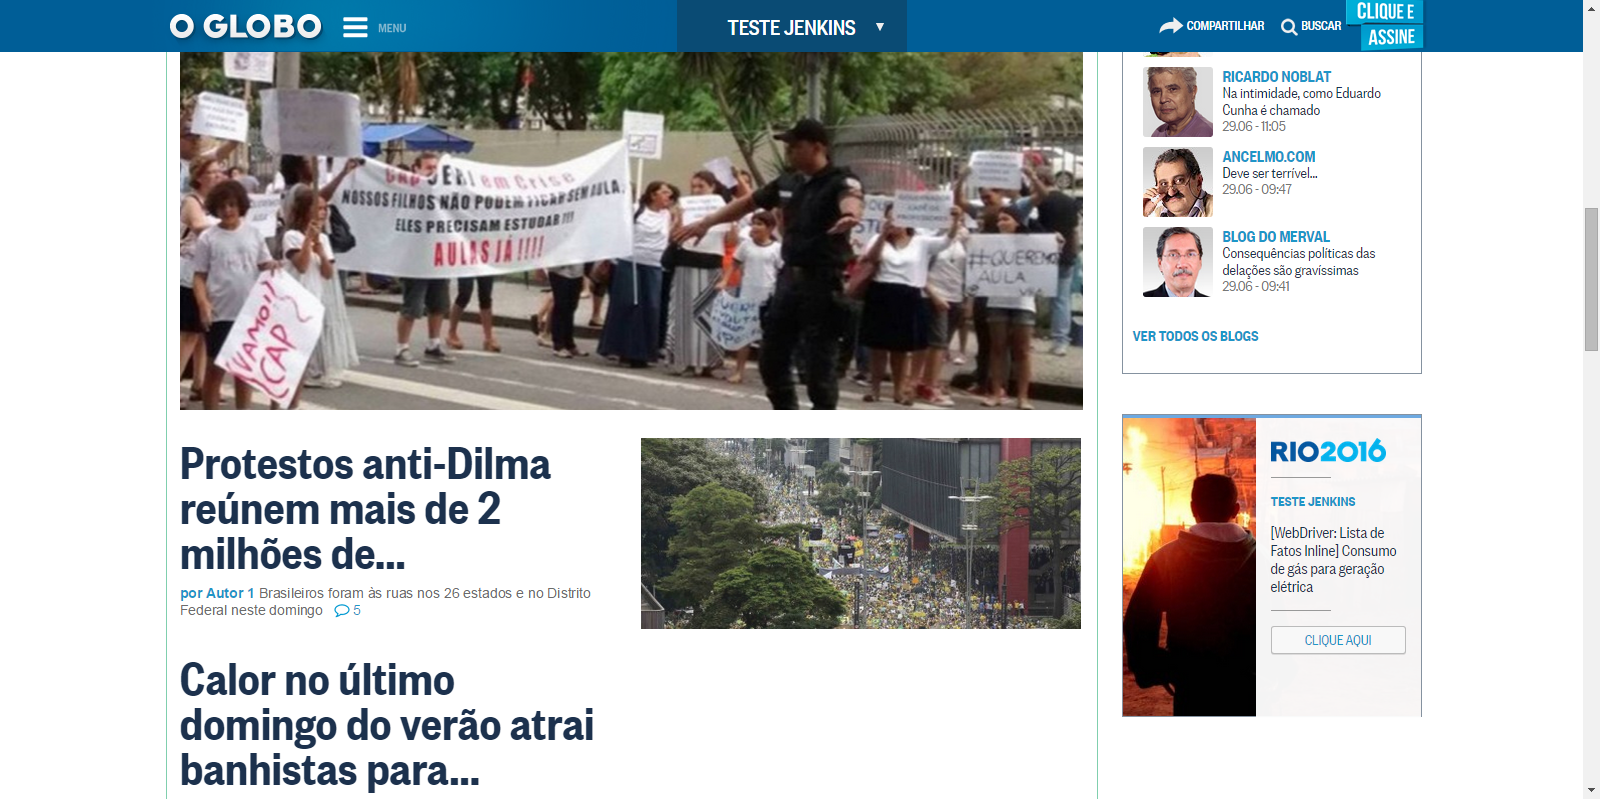 O GLOBO
MENU
TESTE JENKINS
COMPARTILHAR
BUSCAR
CLIQUE E
ASSINE
em Crise
NOSSOS FILHOS NÃO PODEM FICAR SEM AULA.
ELES PRECISAM ESTUDAR !!!
AULAS JÁ !!!!
#QUEREMOS
AULA
VAMOS
CAP
Protestos anti-Dilma
reúnem mais de 2
milhões de...
por Autor 1 Brasileiros foram às ruas nos 26 estados e no Distrito
Federal neste domingo 5
Calor no último
domingo do verão atrai
banhistas para...
RICARDO NOBLAT
Na intimidade, como Eduardo
Cunha é chamado
29.06 - 11:05
ANCELMO.COM
Deve ser terrível...
29.06 - 09:47
BLOG DO MERVAL
Consequências políticas das
delações são gravíssimas
29.06 - 09:41
VER TODOS OS BLOGS
RIO2016
TESTE JENKINS
[WebDriver: Lista de
Fatos Inline] Consumo
de gás para geração
elétrica
CLIQUE AQUI